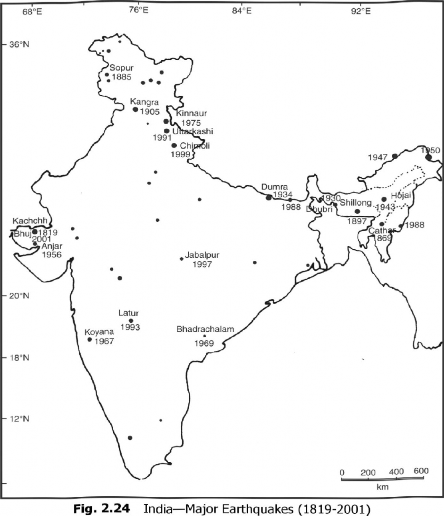 68°E 76°E 84°E 92°E
36°N
Sopur
1885
Kangra
1905
Kinnaur
1975
Uttarkashi
1991
Chimoli
1999
1950
1947
Dumra
1934
1988
1930
Dhubri
Shillong
1897
Hojai
1943
Cathar
1869
1988
Kachchh
Bhuj 1819
2001
Anjar
1956
Jabalpur
1997
20°N
Latur
1993
Koyana
1967
Bhadrachalam
1969
18°N
12°N
0 200 400 600
km
Fig. 2.24 India—Major Earthquakes (1819-2001)